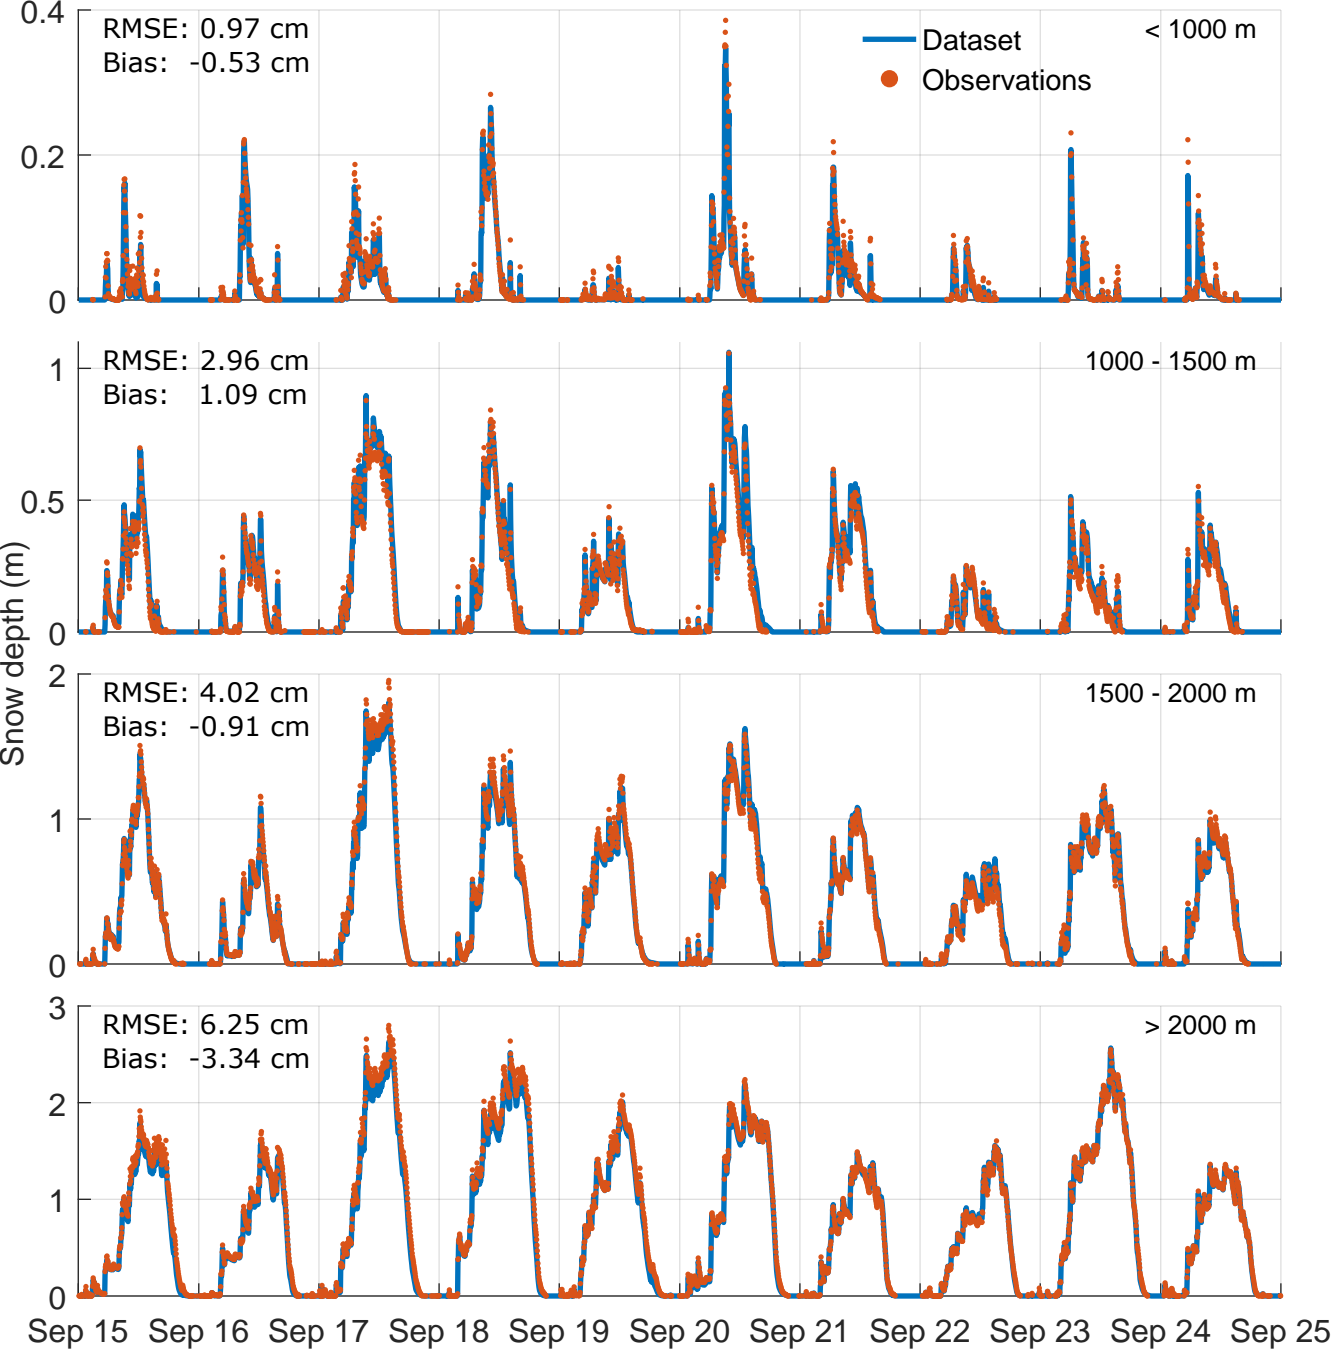 0.4
RMSE: 0.97 cm
Bias: -0.53 cm
< 1000 m
Dataset
Observations
0.2
0
1
RMSE: 2.96 cm
Bias: 1.09 cm
1000 - 1500 m
0.5
0
Snow depth (m)
2
RMSE: 4.02 cm
Bias: -0.91 cm
1500 - 2000 m
1
0
3
RMSE: 6.25 cm
Bias: -3.34 cm
> 2000 m
2
1
0
Sep 15 Sep 16 Sep 17 Sep 18 Sep 19 Sep 20 Sep 21 Sep 22 Sep 23 Sep 24 Sep 25